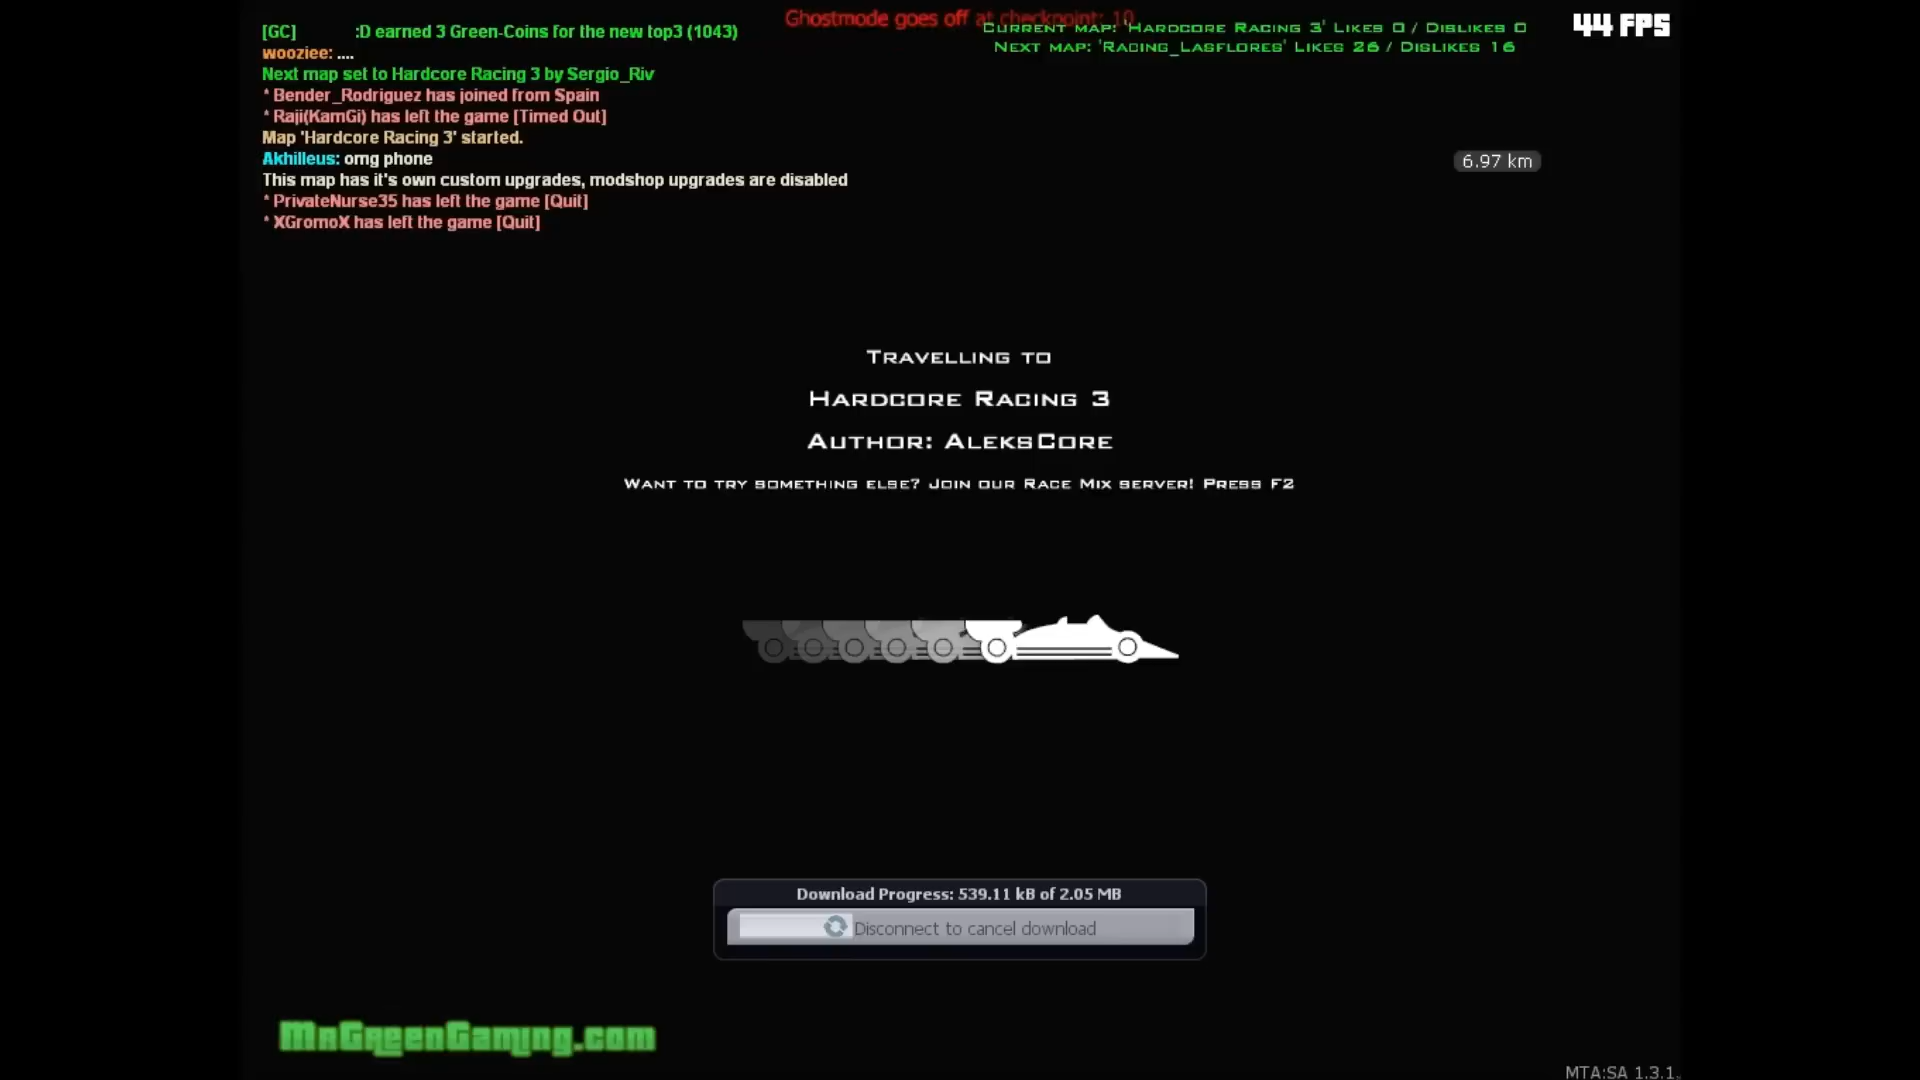 Ghostmode goes off at checkpoint: 10
44 FPS
[GC] :D earned 3 Green-Coins for the new top3 (1043)
Current map: 'Hardcore Racing 3' Likes 0 / Dislikes 0
Next map: 'Racing_LasFlores' Likes 26 / Dislikes 16
wooziee: ....
Next map set to Hardcore Racing 3 by Sergio_Riv
* Bender_Rodriguez has joined from Spain
* Raji(KamGi) has left the game [Timed Out]
Map 'Hardcore Racing 3' started.
Akhilleus: omg phone
6.97 km
This map has it's own custom upgrades, modshop upgrades are disabled
* PrivateNurse35 has left the game [Quit]
* XGromoX has left the game [Quit]
Travelling to
Hardcore Racing 3
Author: AleksCore
Want to try something else? Join our Race Mix server! Press F2
Download Progress: 539.11 kB of 2.05 MB
Disconnect to cancel download
MrGreenGaming.com
MTA:SA 1.3.1